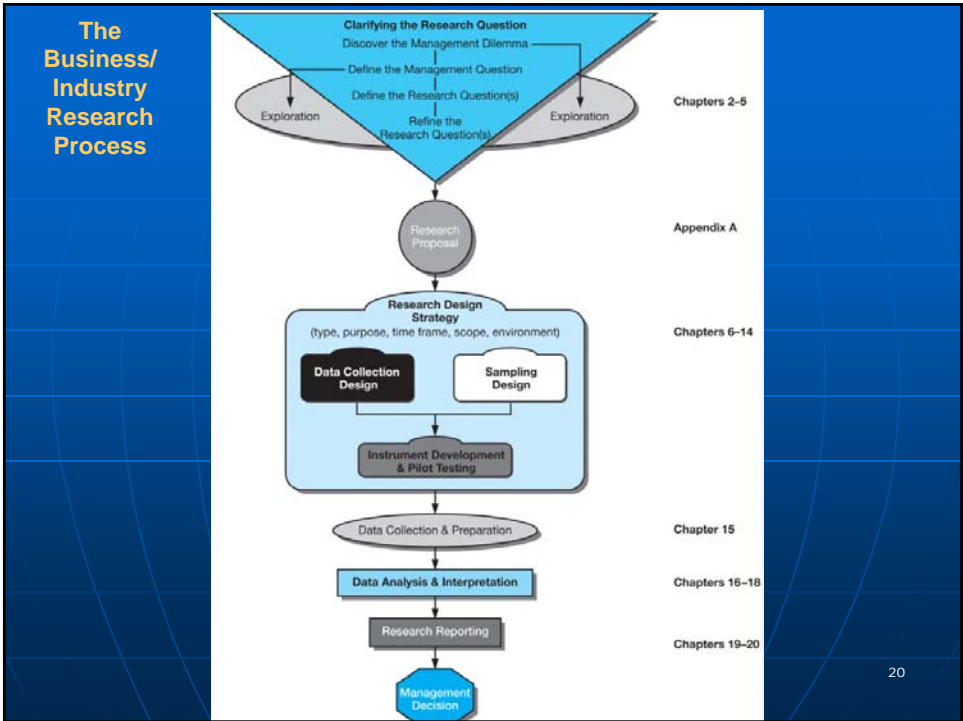 The
Business/
Industry
Research
Process
Clarifying the Research Question
Discover the Management Dilemma
Define the Management Question
Define the Research Question(s)
Refine the
Research Question(s)
Exploration
Exploration
Chapters 2–5
Research
Proposal
Appendix A
Research Design
Strategy
(type, purpose, time frame, scope, environment)
Chapters 6–14
Data Collection
Design
Sampling
Design
Instrument Development
& Pilot Testing
Data Collection & Preparation
Chapter 15
Data Analysis & Interpretation
Chapters 16–18
Research Reporting
Chapters 19–20
Management
Decision
20